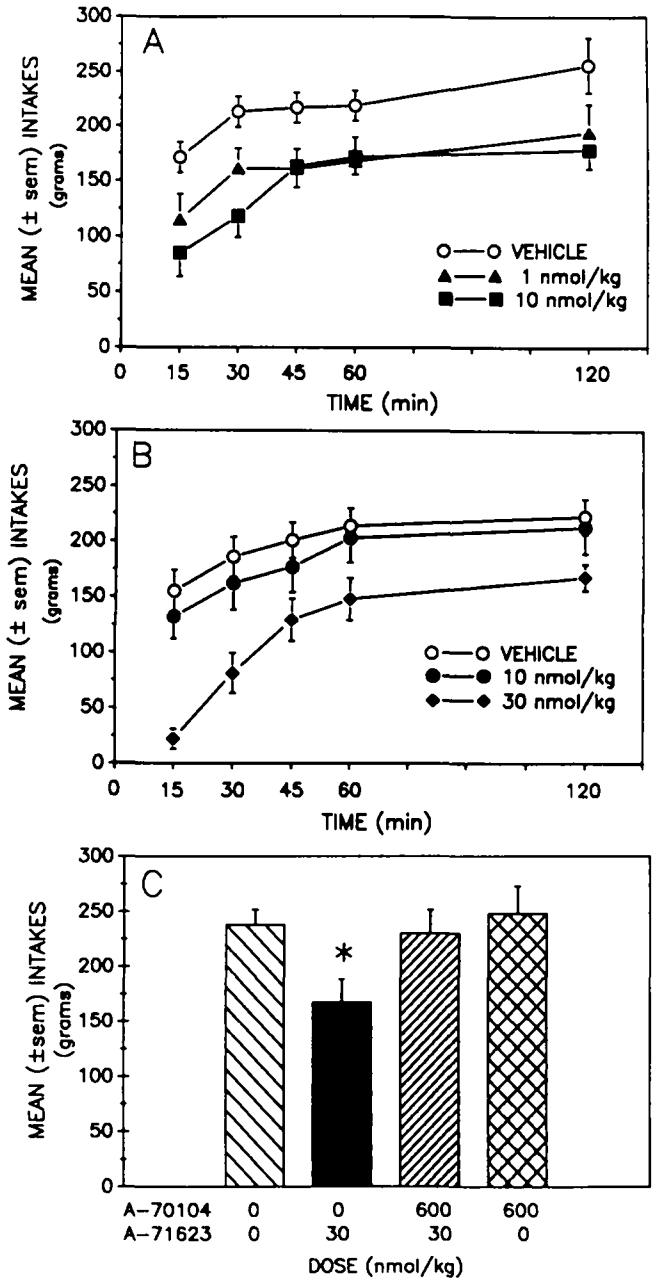 A
MEAN (± sem) INTAKES
(grams)
300
250
200
150
100
50
0
VEHICLE
1 nmol/kg
10 nmol/kg
0 15 30 45 60 120
TIME (min)
B
MEAN (± sem) INTAKES
(grams)
300
250
200
150
100
50
0
VEHICLE
10 nmol/kg
30 nmol/kg
0 15 30 45 60 120
TIME (min)
C
MEAN (±sem) INTAKES
(grams)
300
250
200
150
100
50
0
*
A-70104 0 0 600 600
A-71623 0 30 30 0
DOSE (nmol/kg)